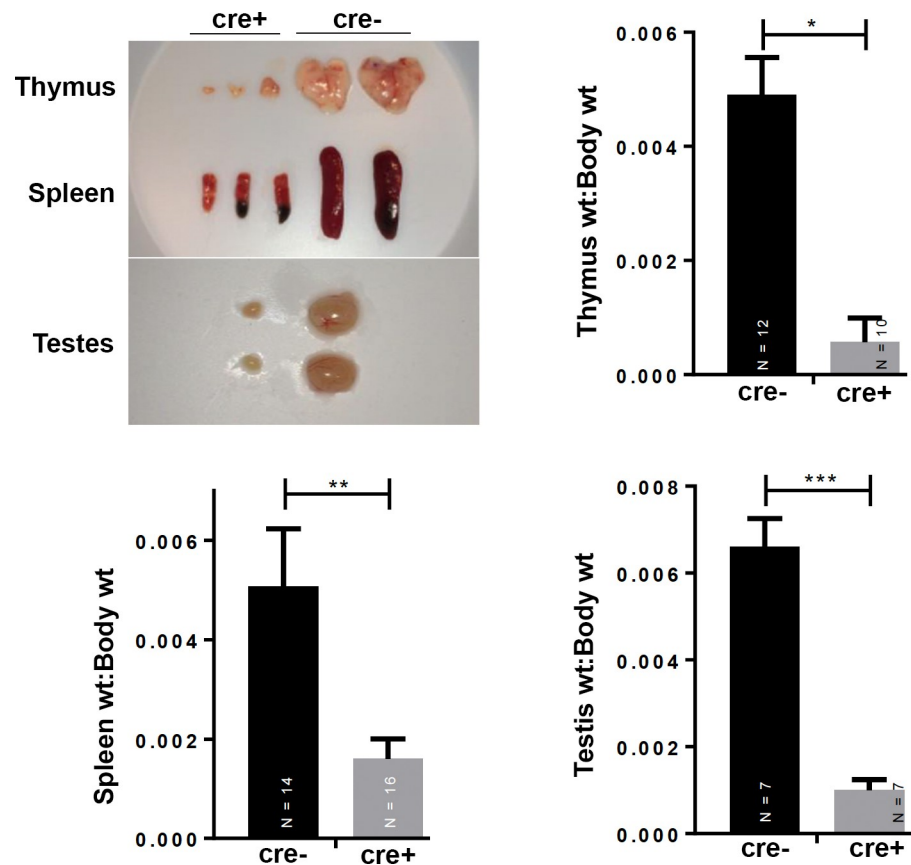 cre+ cre-
Thymus
Spleen
Testes
Thymus wt:Body wt
0.006
0.004
0.002
0.000
*
N = 12
N = 10
cre- cre+
Spleen wt:Body wt
0.006
0.004
0.002
0.000
**
N = 14
N = 16
cre- cre+
Testis wt:Body wt
0.008
0.006
0.004
0.002
0.000
***
N = 7
N = 7
cre- cre+